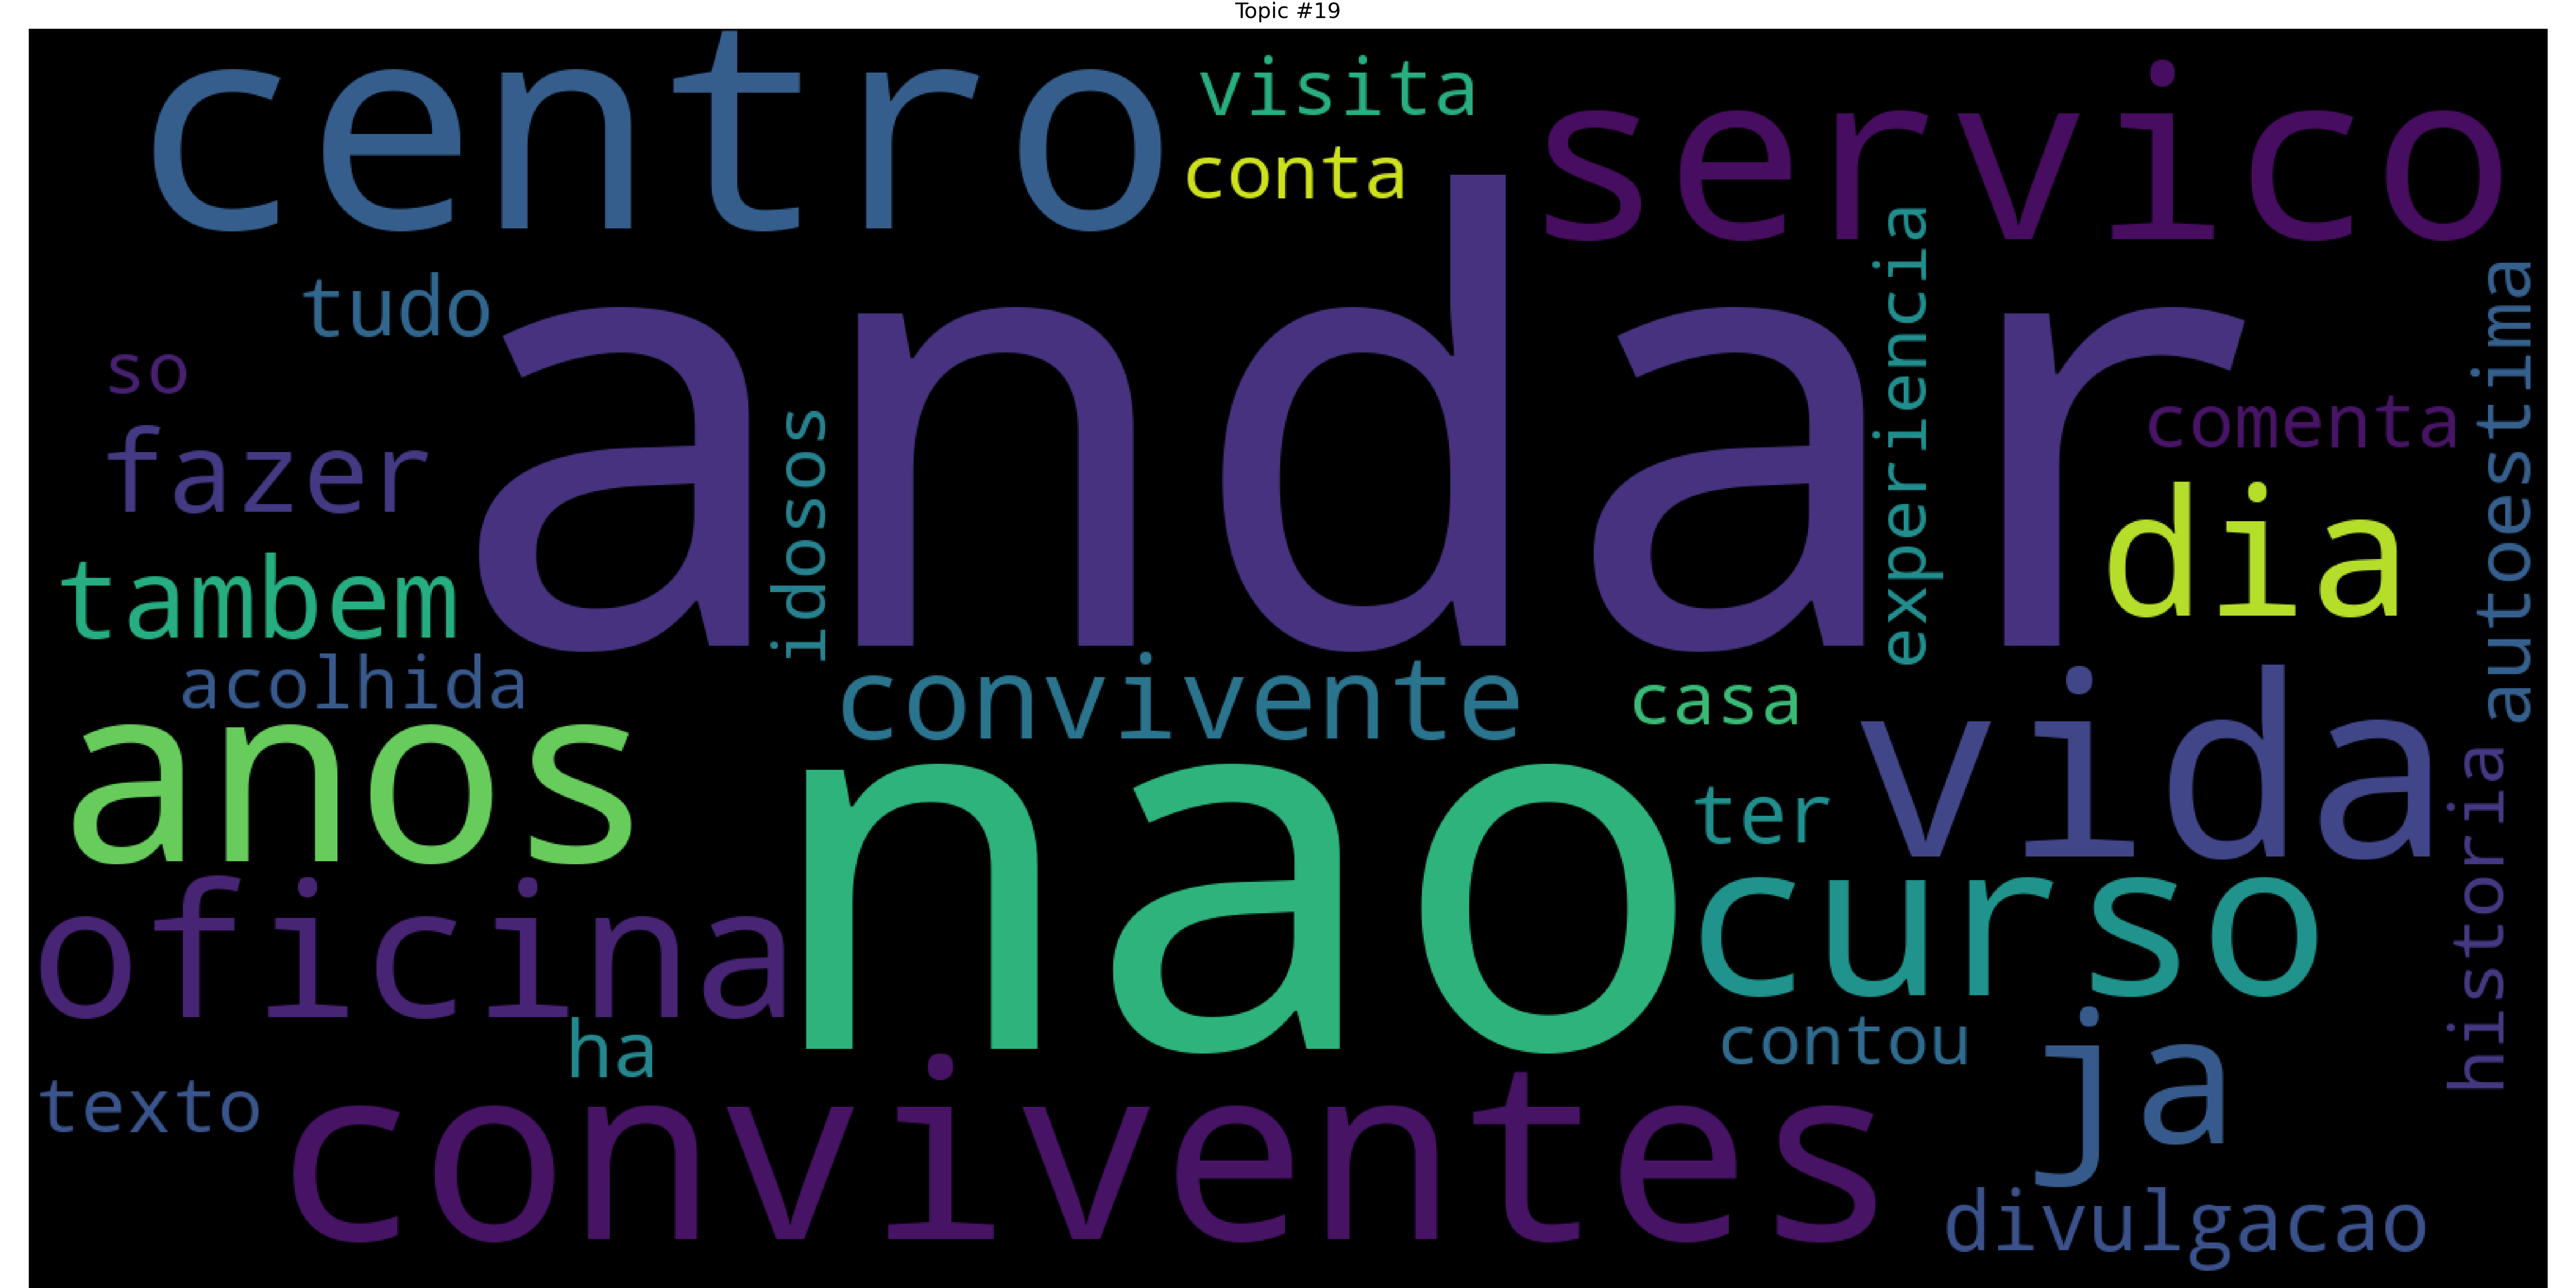 Topic #19
centro
visita
servico
conta
andar
experiencia
autoestima
tudo
so
comenta
fazer
idosos
dia
tambem
acolhida
convivente
casa
vida
anos
nao
ter
historia
oficina
curso
ha
contou
ja
texto
conviventes
divulgacao